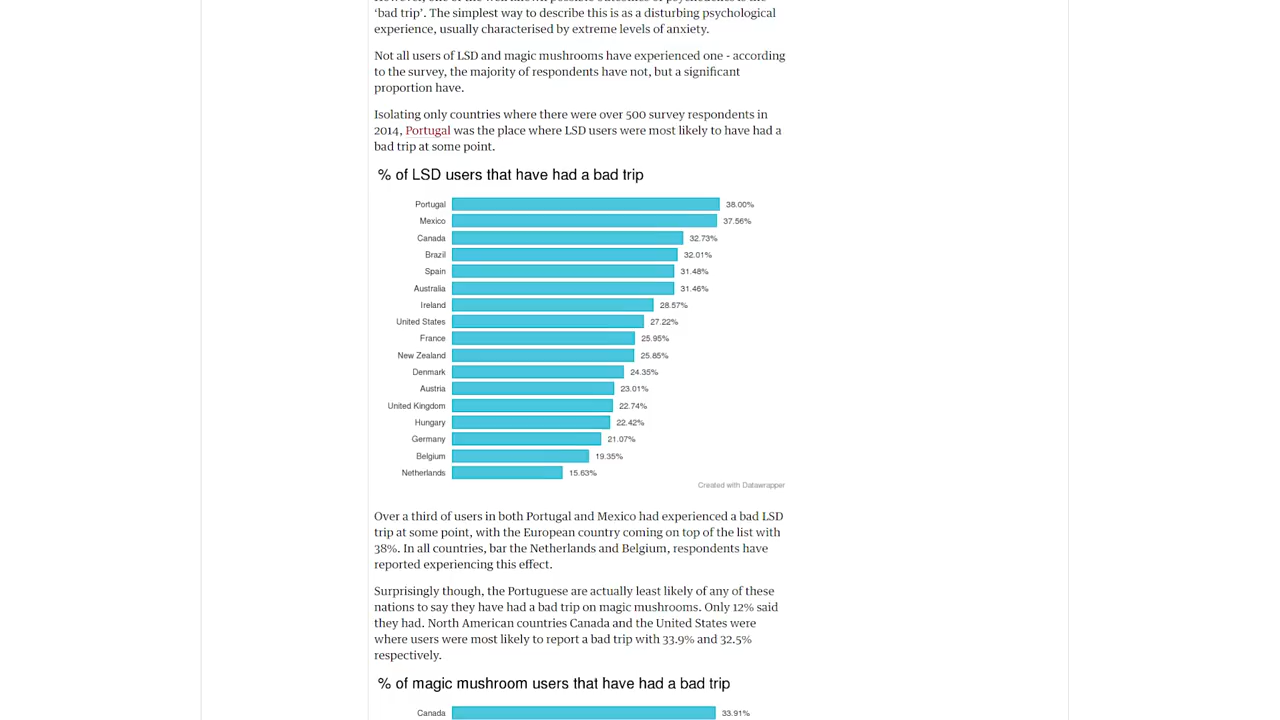 'bad trip'. The simplest way to describe this is as a disturbing psychological
experience, usually characterised by extreme levels of anxiety.
Not all users of LSD and magic mushrooms have experienced one - according
to the survey, the majority of respondents have not, but a significant
proportion have.
Isolating only countries where there were over 500 survey respondents in
2014, Portugal was the place where LSD users were most likely to have had a
bad trip at some point.
% of LSD users that have had a bad trip
Portugal 38.00%
Mexico 37.56%
Canada 32.73%
Brazil 32.01%
Spain 31.48%
Australia 31.46%
Ireland 28.57%
United States 27.22%
France 25.95%
New Zealand 25.85%
Denmark 24.35%
Austria 23.01%
United Kingdom 22.74%
Hungary 22.42%
Germany 21.07%
Belgium 19.35%
Netherlands 15.63%
Created with Datawrapper
Over a third of users in both Portugal and Mexico had experienced a bad LSD
trip at some point, with the European country coming on top of the list with
38%. In all countries, bar the Netherlands and Belgium, respondents have
reported experiencing this effect.
Surprisingly though, the Portuguese are actually least likely of any of these
nations to say they have had a bad trip on magic mushrooms. Only 12% said
they had. North American countries Canada and the United States were
where users were most likely to report a bad trip with 33.9% and 32.5%
respectively.
% of magic mushroom users that have had a bad trip
Canada 33.91%